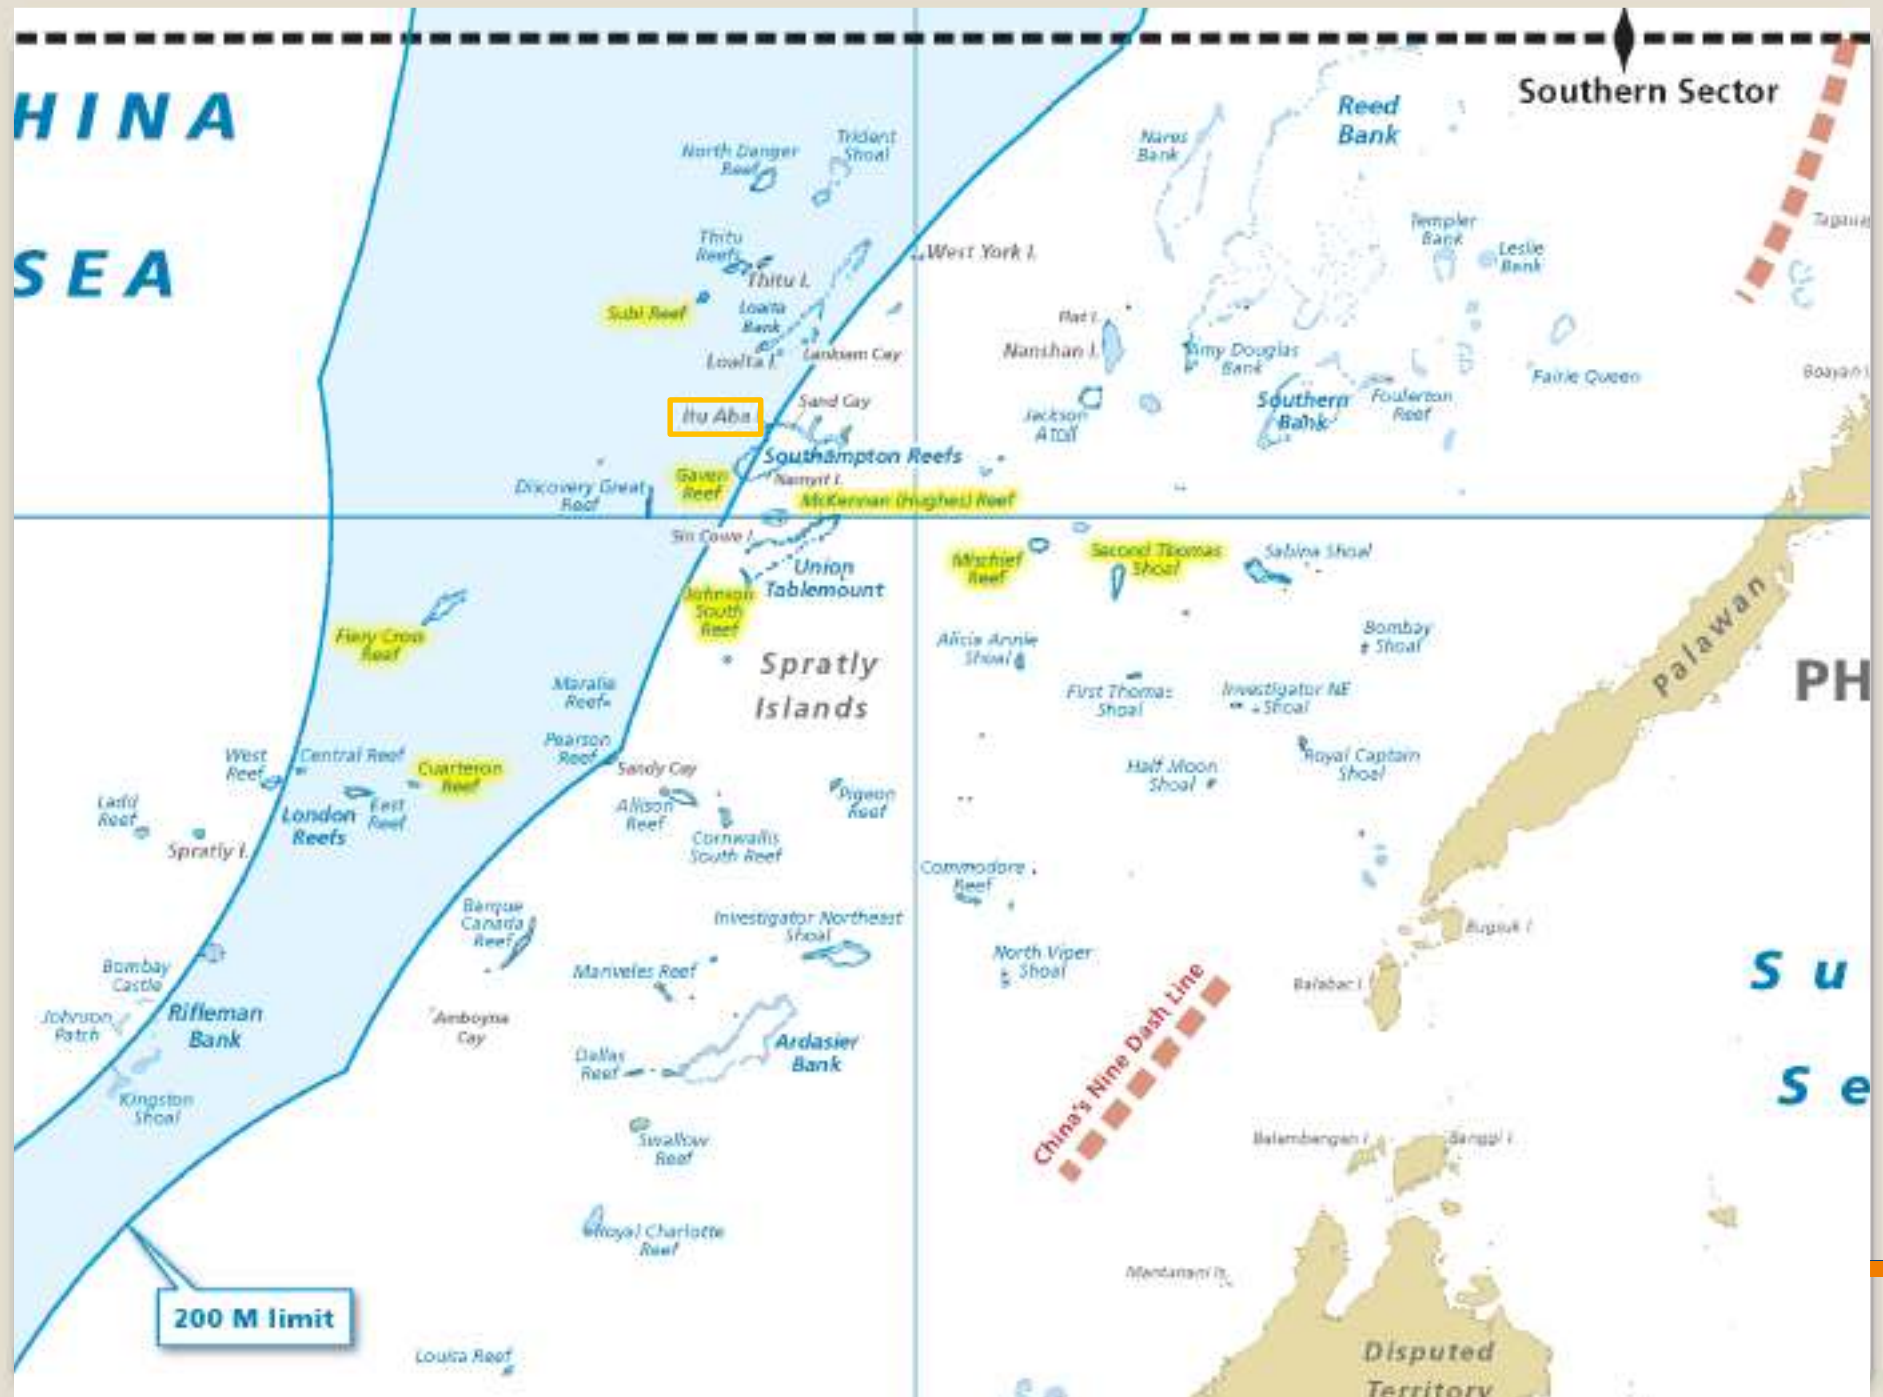 HINA
SEA
Southern Sector
Reed
Bank
Nares
Bank
Trident
Shoal
North Danger
Reef
Templer
Bank
Leslie
Bank
Thitu
Reefs
Thitu I.
West York I.
Subi Reef
Loaita
Bank
Loaita I.
Lankiam Cay
Flat I.
Nanshan I.
Amy Douglas
Bank
Fairie Queen
Southern
Bank
Foulerton
Reef
Jackson
Atoll
Itu Aba
Sand Cay
Southampton Reefs
Gaven
Reef
Namyit I.
Discovery Great
Reef
McKennan (Hughes) Reef
Sin Cowe I.
Union
Tablemount
Mischief
Reef
Second Thomas
Shoal
Sabina Shoal
Johnson
South
Reef
Fiery Cross
Reef
Spratly
Islands
Alicia Annie
Shoal
Bombay
Shoal
First Thomas
Shoal
Investigator NE
Shoal
Palawan
PH
Maralie
Reef
Pearson
Reef
Sandy Cay
Half Moon
Shoal
Royal Captain
Shoal
West
Reef
Central Reef
Cuarteron
Reef
Ladd
Reef
London
Reefs
East
Reef
Spratly I.
Allison
Reef
Cornwallis
South Reef
Pigeon
Reef
Commodore
Reef
Barque
Canada
Reef
Investigator Northeast
Shoal
North Viper
Shoal
Bugsuk I.
Balabac I.
Su
Se
Bombay
Castle
Mariveles Reef
Johnson
Patch
Rifleman
Bank
Amboyna
Cay
Ardasier
Bank
Dallas
Reef
China's Nine Dash Line
Kingston
Shoal
Swallow
Reef
Balambangan I.
Banggi I.
Royal Charlotte
Reef
Mantanani Is.
200 M limit
Louisa Reef
Disputed
Territory